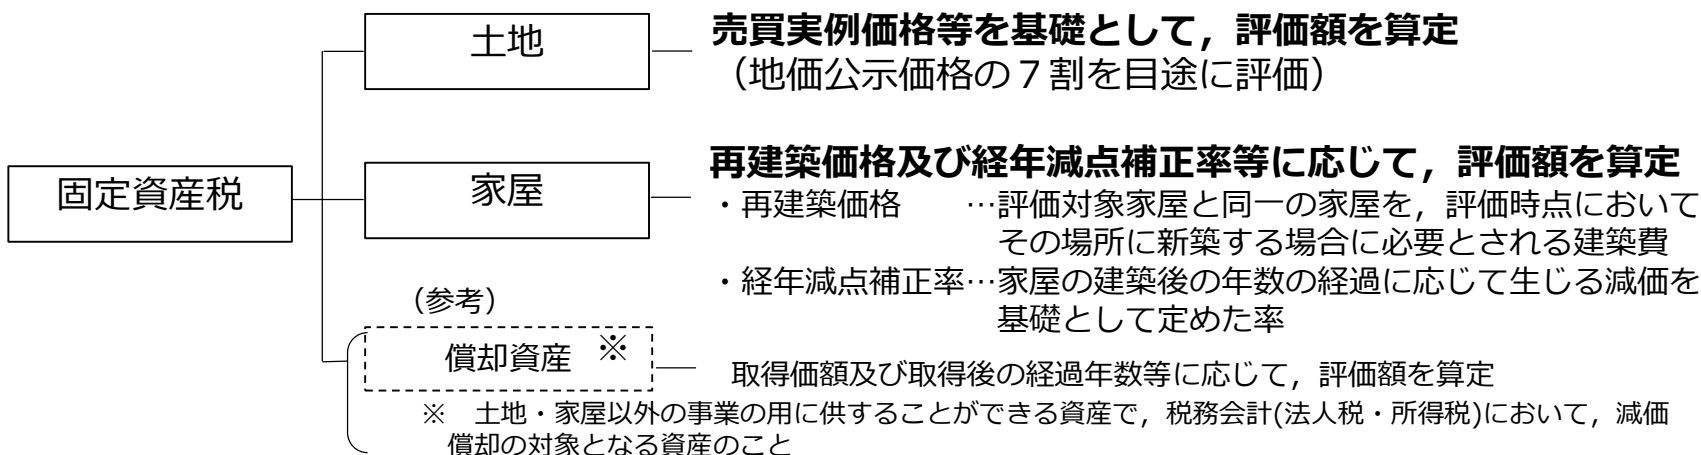 土地
売買実例価格等を基礎として，評価額を算定
（地価公示価格の７割を目途に評価）
固定資産税
家屋
再建築価格及び経年減点補正率等に応じて，評価額を算定
・再建築価格　　…評価対象家屋と同一の家屋を，評価時点において
その場所に新築する場合に必要とされる建築費
・経年減点補正率…家屋の建築後の年数の経過に応じて生じる減価を
基礎として定めた率
（参考）
償却資産 ※
取得価額及び取得後の経過年数等に応じて，評価額を算定
※　土地・家屋以外の事業の用に供することができる資産で，税務会計(法人税・所得税)において，減価
償却の対象となる資産のこと